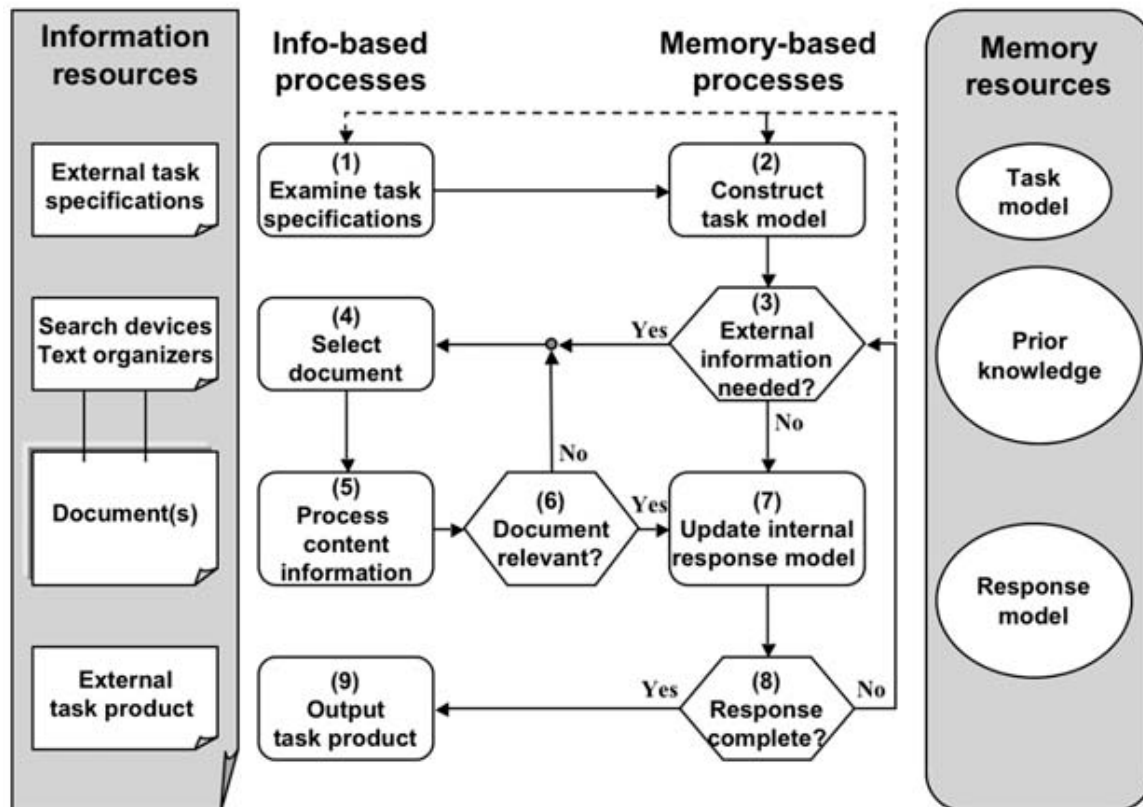 Information
resources
External task
specifications
Search devices
Text organizers
Document(s)
External
task product
Info-based
processes
Memory-based
processes
(1)
Examine task
specifications
(2)
Construct
task model
(3)
External
information
needed?
Yes
No
(4)
Select
document
(5)
Process
content
information
(6)
Document
relevant?
No
Yes
(7)
Update internal
response model
(8)
Response
complete?
Yes
No
(9)
Output
task product
Memory
resources
Task
model
Prior
knowledge
Response
model